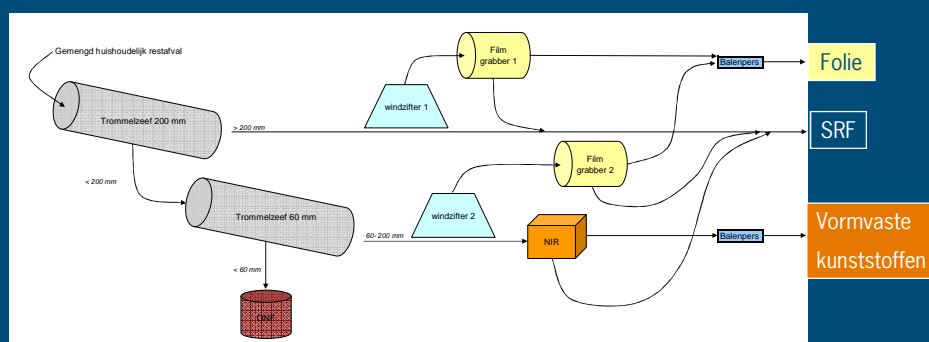 Gemengd huishoudelijk restafval
Trommelzeef 200 mm
> 200 mm
< 200 mm
Trommelzeef 60 mm
60- 200 mm
< 60 mm
ONF
windzifter 1
Film
grabber 1
windzifter 2
Film
grabber 2
NIR
Balenpers
Balenpers
Folie
SRF
Vormvaste
kunststoffen